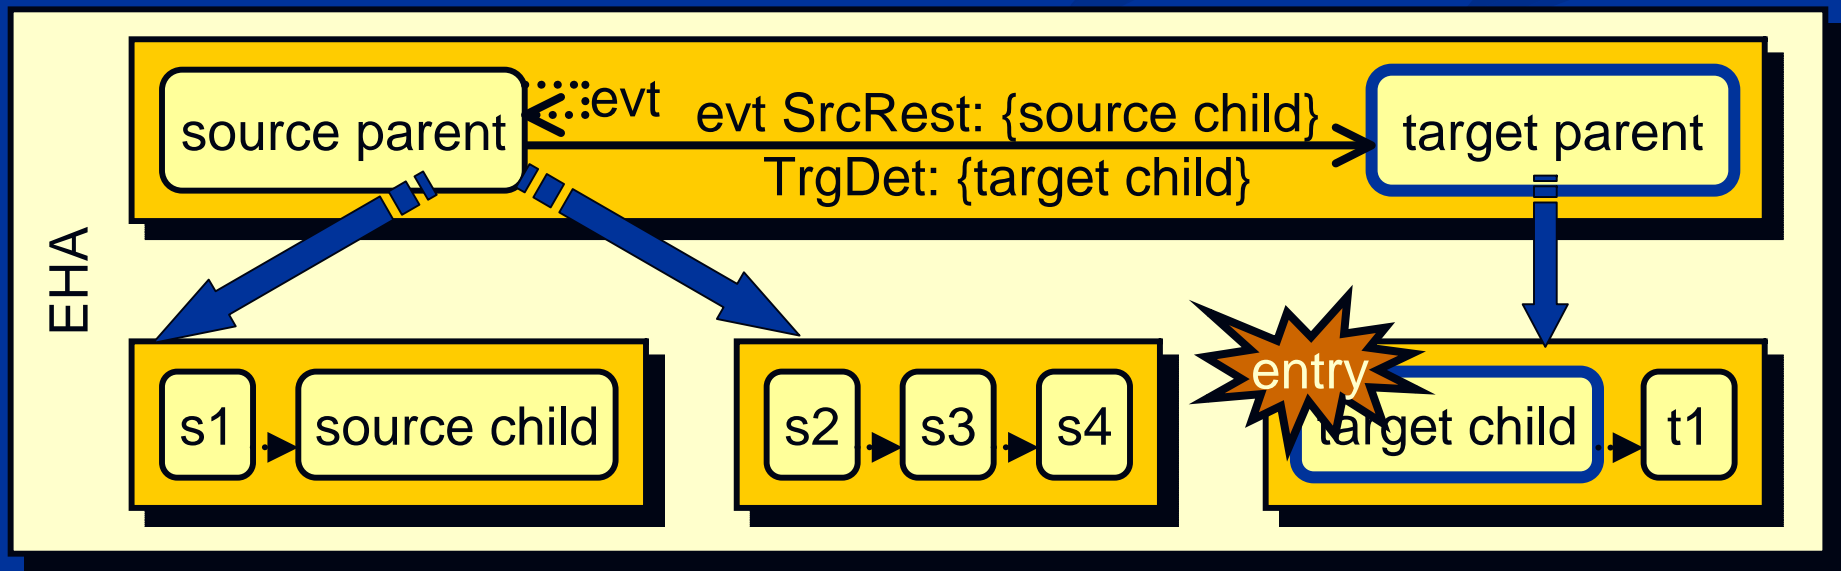 EHA
source parent
evt
evt SrcRest: {source child}
TrgDet: {target child}
target parent
s1
source child
s2
s3
s4
entry
target child
t1